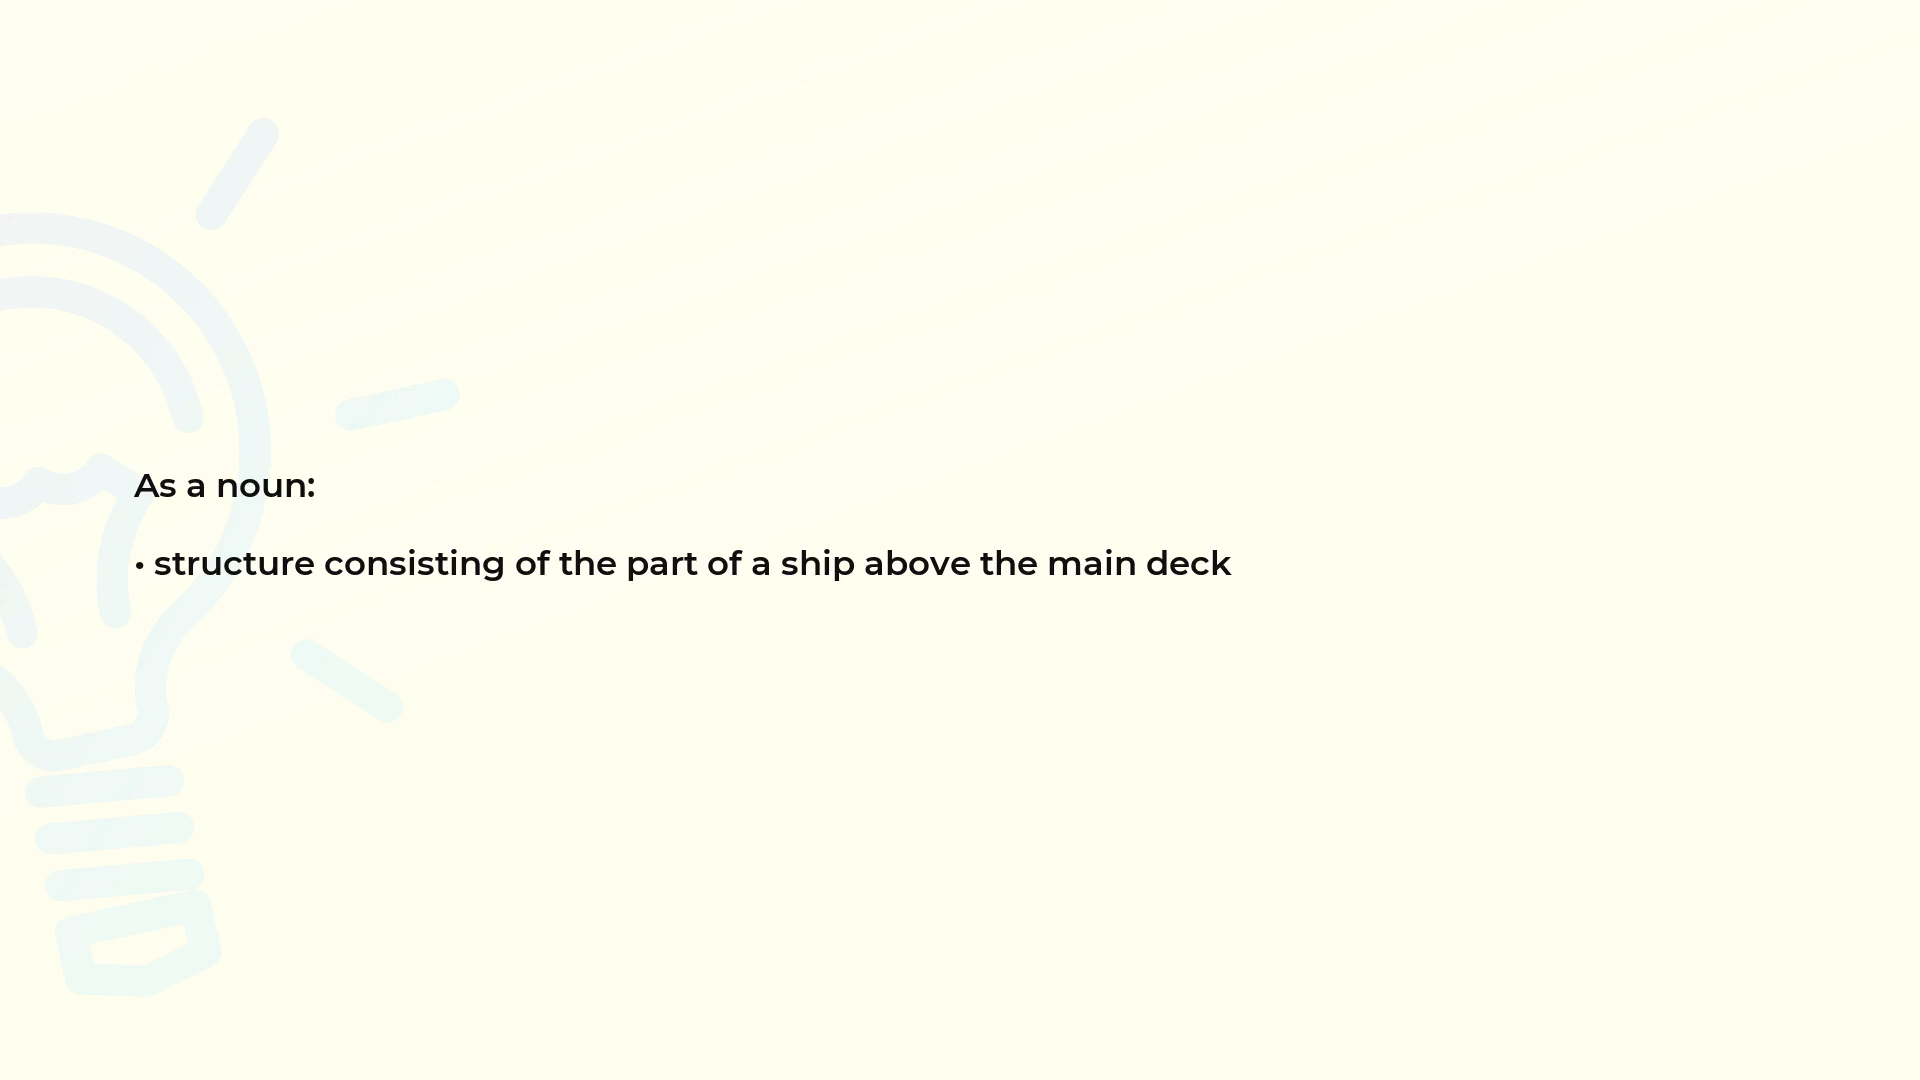 As a noun:
• structure consisting of the part of a ship above the main deck